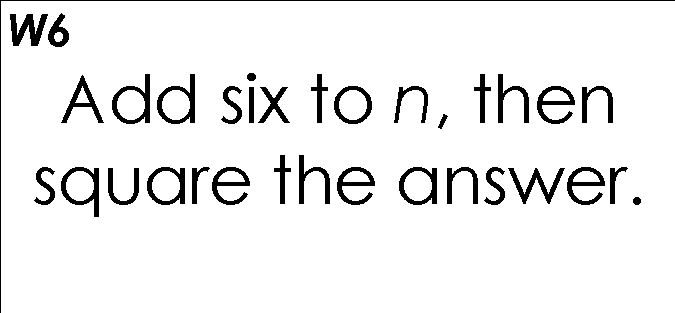 W6
Add six to n, then
square the answer.